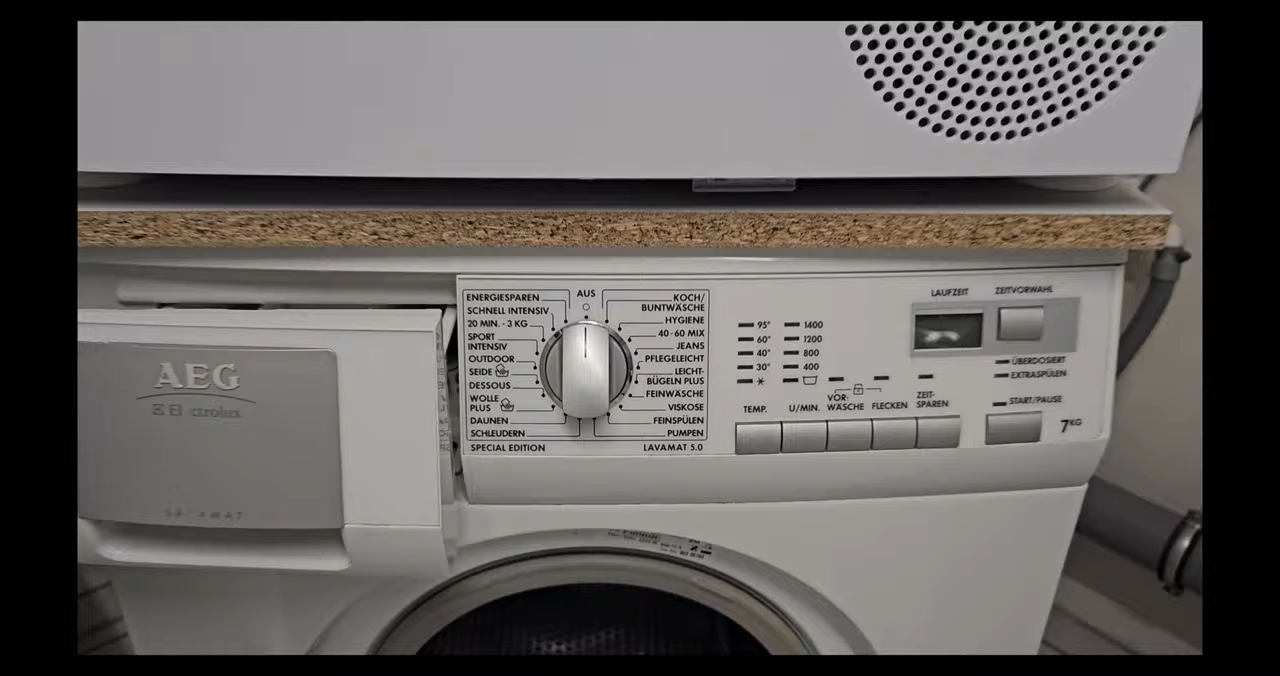 AEG
Electrolux
LAVAMAT
AUS
ENERGIESPAREN
SCHNELL INTENSIV
20 MIN. - 3 KG
SPORT
INTENSIV
OUTDOOR
SEIDE
DESSOUS
WOLLE
PLUS
DAUNEN
SCHLEUDERN
SPECIAL EDITION
KOCH/
BUNTWÄSCHE
HYGIENE
40-60 MIX
JEANS
PFLEGELEICHT
LEICHT-
BÜGELN PLUS
FEINWÄSCHE
VISKOSE
FEINSPÜLEN
PUMPEN
LAVAMAT 5.0
95°
60°
40°
30°
1400
1200
800
400
TEMP.
U/MIN.
VOR-
WÄSCHE
FLECKEN
ZEIT-
SPAREN
LAUFZEIT
ZEITVORWAHL
ÜBERDOSIERT
EXTRASPÜLEN
START/PAUSE
7KG